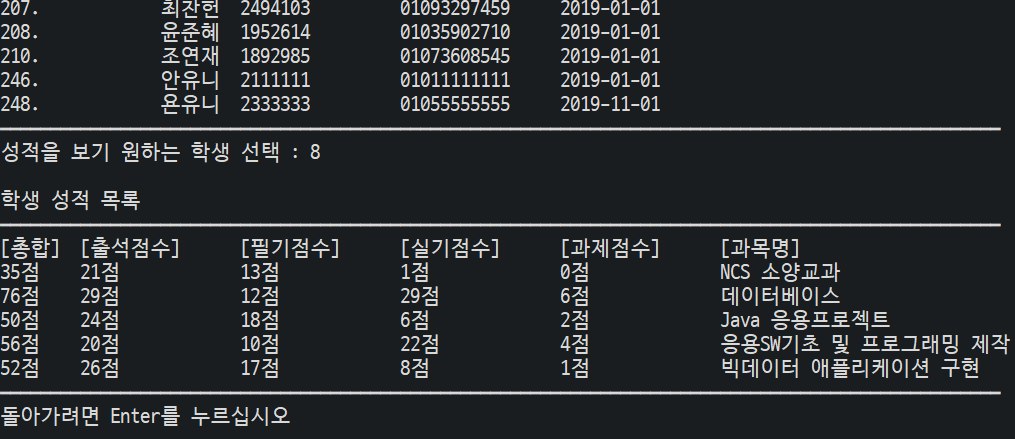 207. 최잔헌 2494103 01093297459 2019-01-01
208. 윤준혜 1952614 01035902710 2019-01-01
210. 조연재 1892985 01073608545 2019-01-01
246. 안유니 2111111 01011111111 2019-01-01
248. 욘유니 2333333 01055555555 2019-11-01
성적을 보기 원하는 학생 선택 : 8
학생 성적 목록
[총합] [출석점수] [필기점수] [실기점수] [과제점수] [과목명]
35점 21점 13점 1점 0점 NCS 소양교과
76점 29점 12점 29점 6점 데이터베이스
50점 24점 18점 6점 2점 Java 응용프로젝트
56점 20점 10점 22점 4점 응용SW기초 및 프로그래밍 제작
52점 26점 17점 8점 1점 빅데이터 애플리케이션 구현
돌아가려면 Enter를 누르십시오